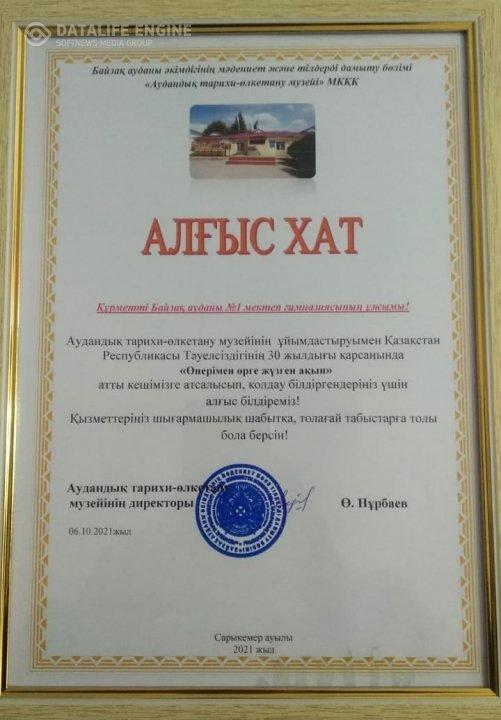 DATALIFE ENGINE
SOFTNEWS MEDIA GROUP
Байзақ ауданы әкімдігінің мәдениет және тілдерді дамыту бөлімі
«Аудандық тарихи-өлкетану музейі» МКҚК
АЛҒЫС ХАТ
Құрметті Байзақ ауданы №1 мектеп гимназиясының ұжымы!
Аудандық тарихи-өлкетану музейінің ұйымдастыруымен Қазақстан
Республикасы Тәуелсіздігінің 30 жылдығы қарсаңында
«Өнерімен өрге жүзген ақын»
атты кешімізге атсалысып, қолдау білдіргендеріңіз үшін
алғыс білдіреміз!
Қызметтеріңіз шығармашылық шабытқа, толағай табыстарға толы
бола берсін!
Аудандық тарихи-өлкетану
музейінің директоры Ө. Нұрбаев
06.10.2021жыл
Сарыкемер ауылы
2021 жыл